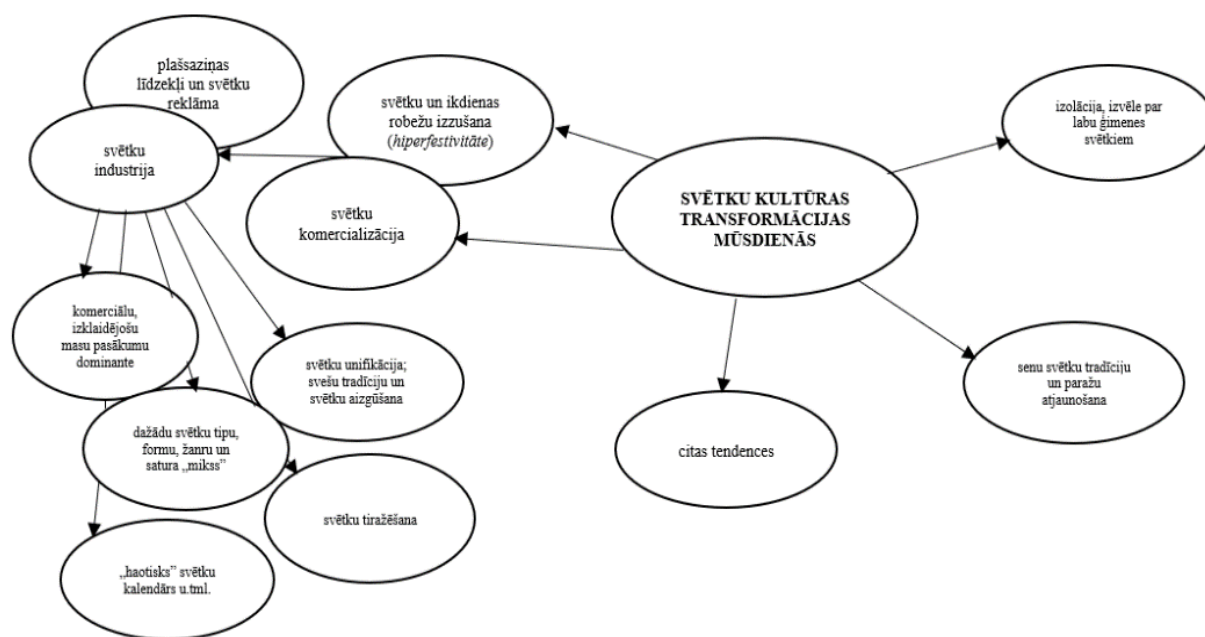 plašsaziņas
līdzekļi un svētku
reklāma
svētku
industrija
svētku un ikdienas
robežu izzušana
(hiperfestivitāte)
svētku
komercializācija
SVĒTKU KULTŪRAS
TRANSFORMĀCIJAS
MŪSDIENĀS
izolācija, izvēle par
labu ģimenes
svētkiem
komerciālu,
izklaidējošu
masu pasākumu
dominante
svētku unifikācija;
svešu tradīciju un
svētku aizgūšana
dažādu svētku tipu,
formu, žanru un
satura „mikss”
svētku tiražēšana
„haotisks” svētku
kalendārs u.tml.
citas tendences
senu svētku tradīciju
un paražu
atjaunošana